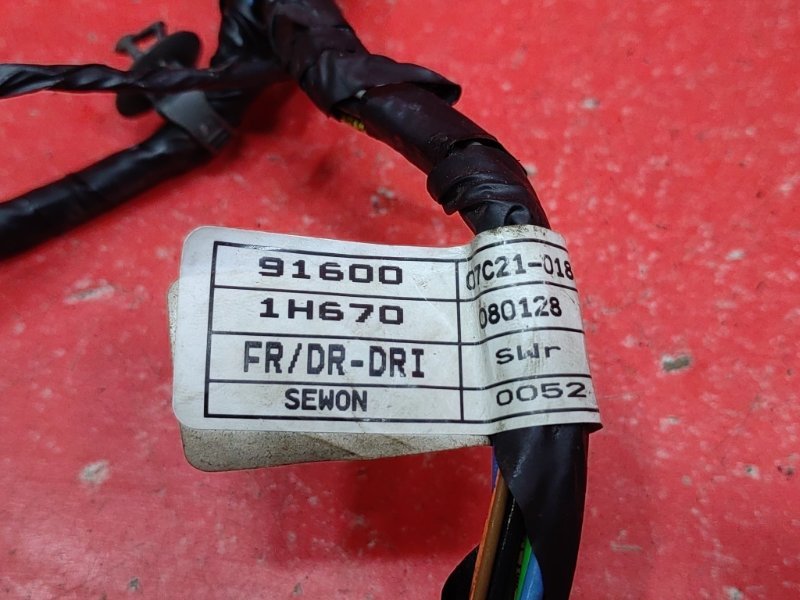 91600 07C21-018
1H670 080128
FR/DR-DRI SWr
SEWON 0052